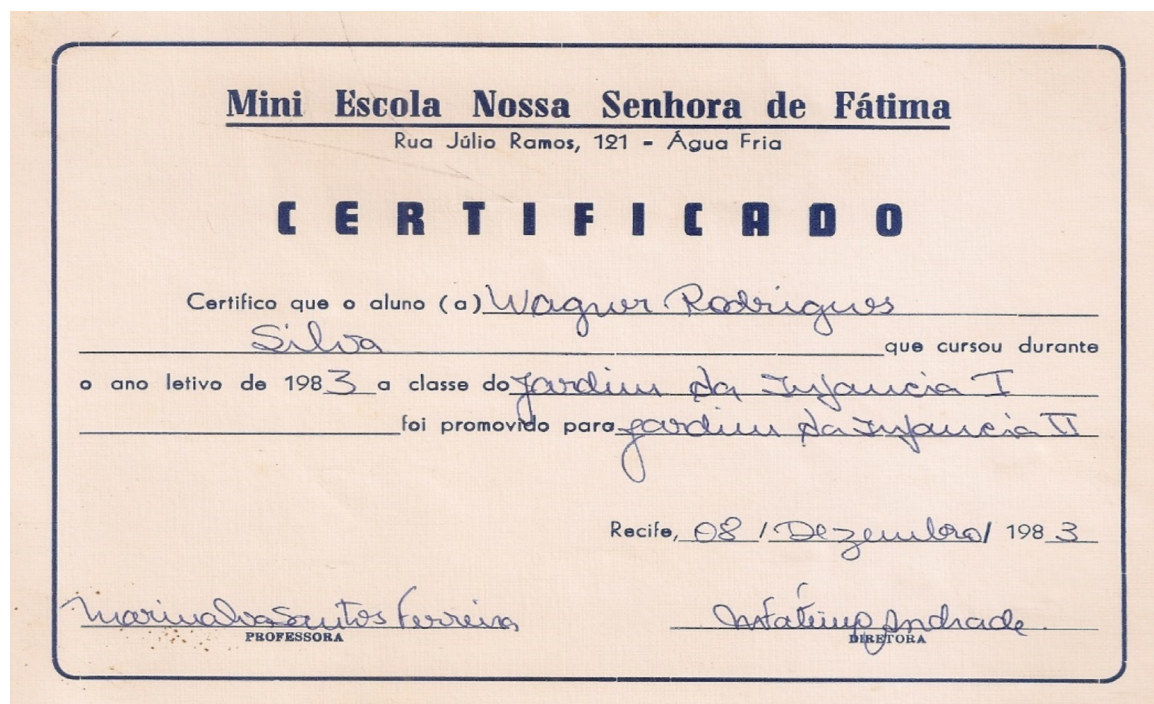 Mini Escola Nossa Senhora de Fátima
Rua Júlio Ramos, 121 - Água Fria
CERTIFICADO
Certifico que o aluno (a) Wagner Rodrigues
Silva que cursou durante
o ano letivo de 1983 a classe do Jardim da Infancia I
foi promovido para Jardim da Infancia II
Recife, 08 / Dezembro / 1983
Marinalva Santos Ferreira Andrade
PROFESSORA DIRETORA